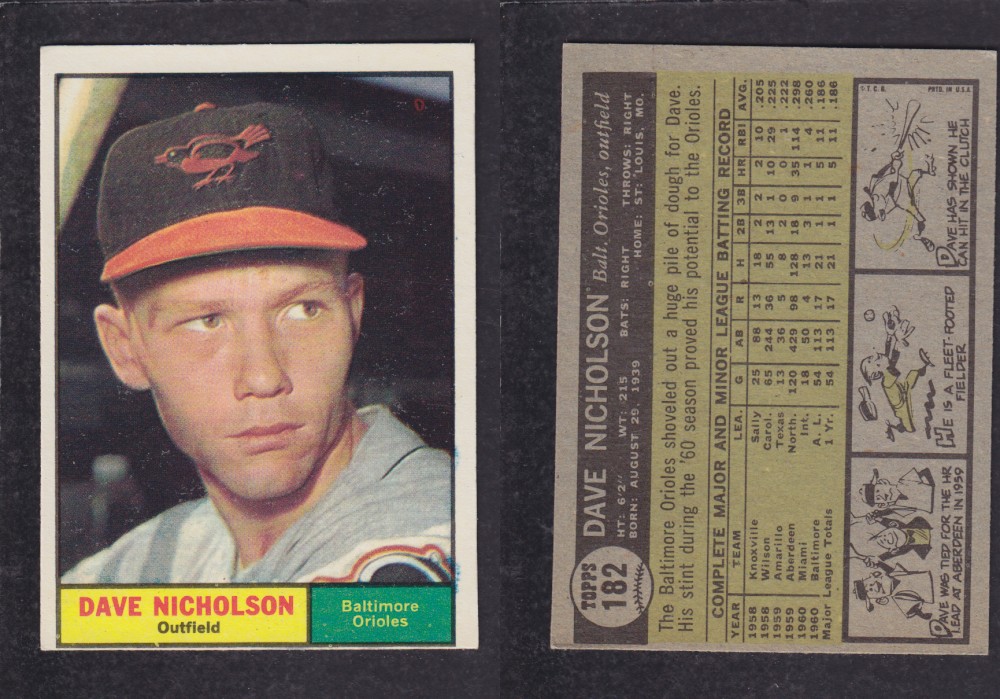 DAVE NICHOLSON
Outfield
Baltimore
Orioles
TOPPS
182
DAVE NICHOLSON Balt. Orioles, outfield
HT: 6'2" WT: 215 BATS: RIGHT THROWS: RIGHT
BORN: AUGUST 29, 1939 HOME: ST. LOUIS, MO.
The Baltimore Orioles shoveled out a huge pile of dough for Dave.
His stint during the '60 season proved his potential to the Orioles.
COMPLETE MAJOR AND MINOR LEAGUE BATTING RECORD
YEAR TEAM LEA. G AB R H 2B 3B HR RBI AVG.
1958 Knoxville Sally 25 88 13 18 2 2 2 10 .205
1958 Wilson Carol. 65 244 36 55 13 1 10 29 .225
1959 Amarillo Texas 13 36 5 8 2 0 0 1 .222
1959 Aberdeen North. 120 429 98 128 18 9 35 114 .298
1960 Miami Int. 18 50 4 13 3 1 1 4 .260
1960 Baltimore A. L. 54 113 17 21 1 1 5 11 .186
Major League Totals 1 Yr. 54 113 17 21 1 1 5 11 .186
DAVE WAS TIED FOR THE HR
LEAD AT ABERDEEN IN 1959
HE IS A FLEET-FOOTED
FIELDER
DAVE HAS SHOWN HE
CAN HIT IN THE CLUTCH
© T. C. G. PRTD. IN U.S.A.